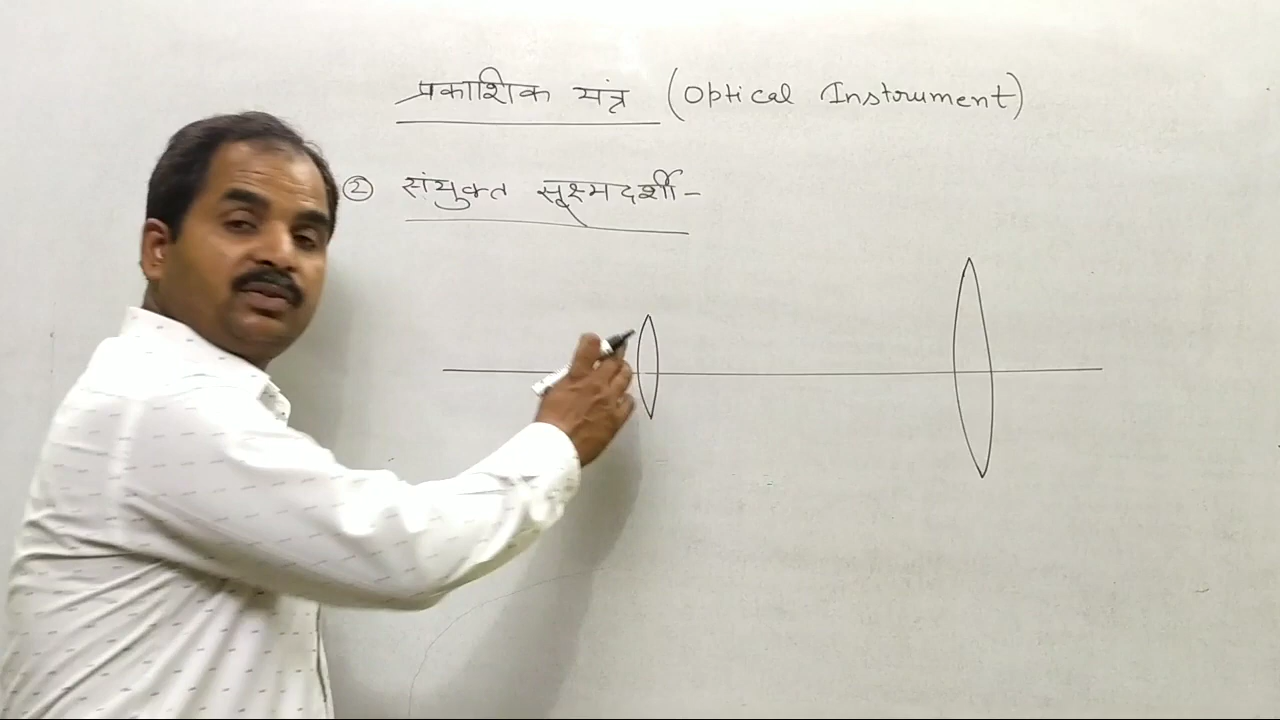 प्रकाशिक यंत्र (Optical Instrument)
② संयुक्त सूक्ष्मदर्शी-